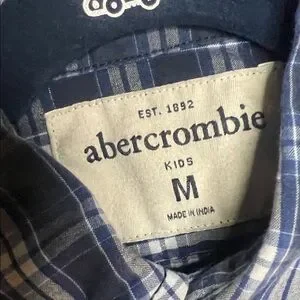 EST. 1892
abercrombie
KIDS
M
MADE IN INDIA